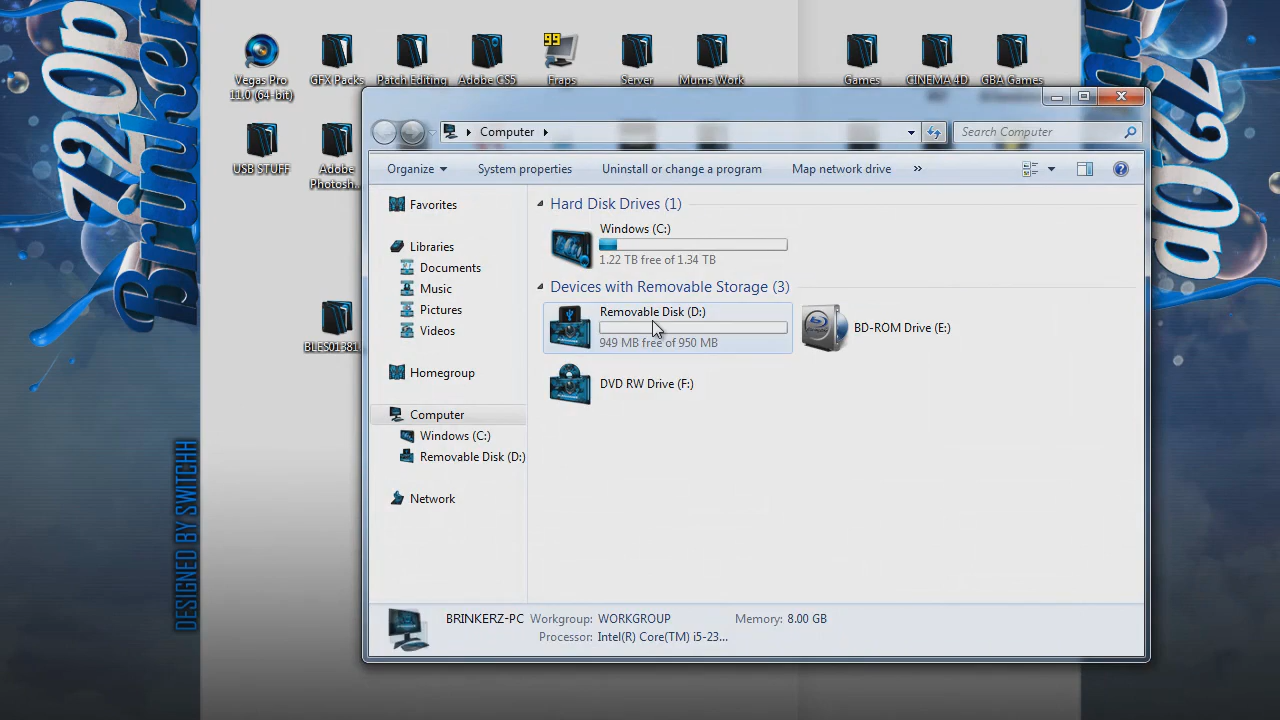 720p
Brinkerz
DESIGNED BY SWITCHH
Vegas Pro
11.0 (64-bit)
GFX Packs
Patch Editing
Adobe CS5
99
Fraps
Server
Mums Work
Games
CINEMA 4D
GBA Games
USB STUFF
Adobe
Photosh...
BLES01381
Computer
Search Computer
Organize
System properties
Uninstall or change a program
Map network drive
»
Favorites
Libraries
Documents
Music
Pictures
Videos
Homegroup
Computer
Windows (C:)
Removable Disk (D:)
Network
Hard Disk Drives (1)
Windows (C:)
1.22 TB free of 1.34 TB
Devices with Removable Storage (3)
Removable Disk (D:)
949 MB free of 950 MB
BD-ROM Drive (E:)
DVD RW Drive (F:)
BRINKERZ-PC Workgroup: WORKGROUP Memory: 8.00 GB
Processor: Intel(R) Core(TM) i5-23...
720p